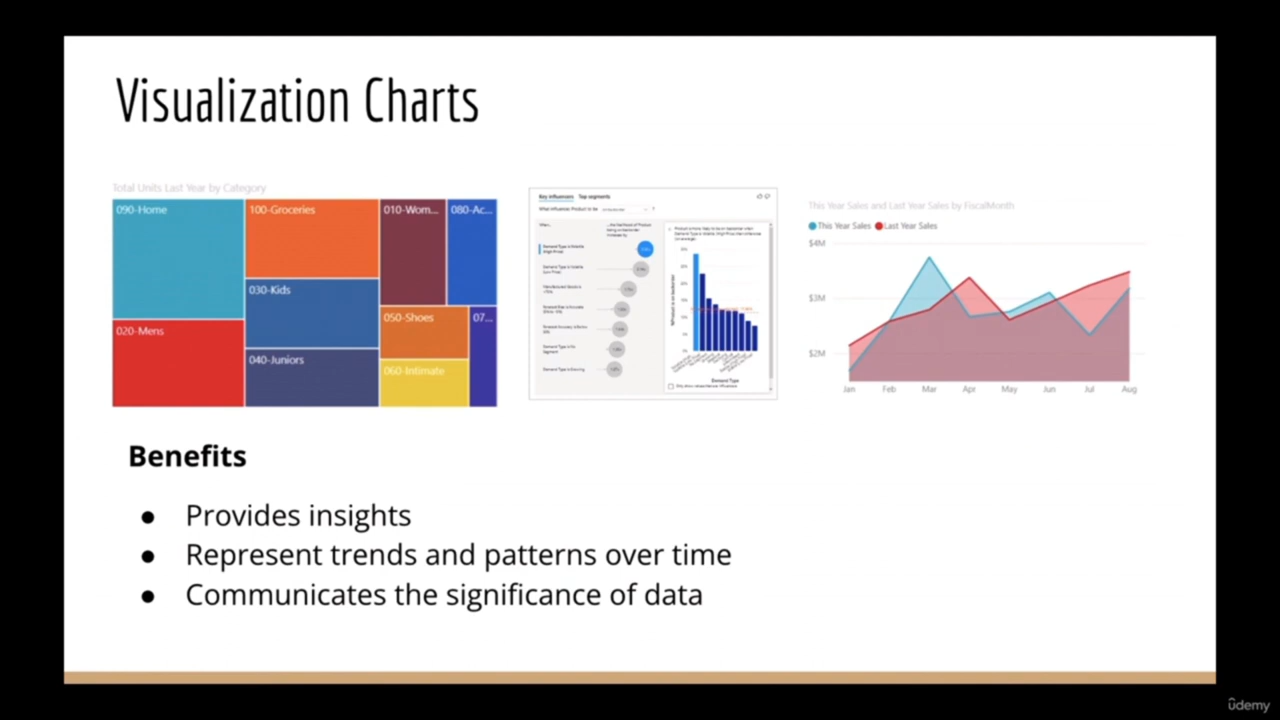 Visualization Charts
Total Units Last Year by Category
090-Home
100-Groceries
010-Wom...
080-Ac...
030-Kids
020-Mens
050-Shoes
07...
040-Juniors
060-Intimate
Key influencers Top segments
Demand Type
This Year Sales and Last Year Sales by FiscalMonth
This Year Sales Last Year Sales
$4M
$3M
$2M
Jan Feb Mar Apr May Jun Jul Aug
Benefits
● Provides insights
● Represent trends and patterns over time
● Communicates the significance of data
ûdemy